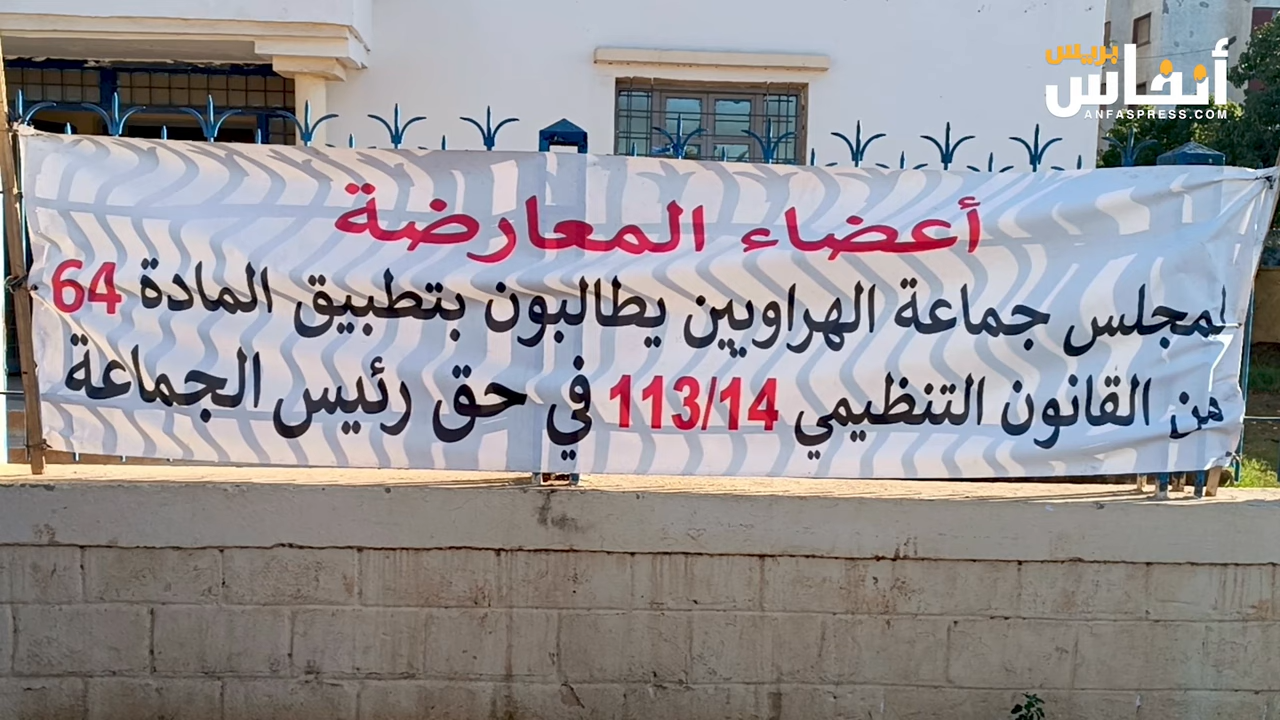 أنفاس بريس
ANFASPRESS.COM
أعضاء المعارضة
لمجلس جماعة الهراويين يطالبون بتطبيق المادة 64
من القانون التنظيمي 113/14 في حق رئيس الجماعة